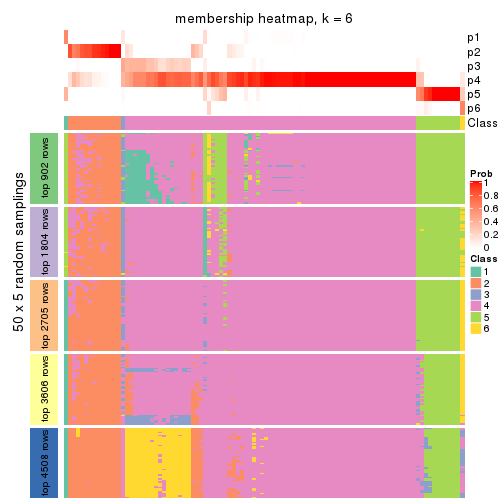 membership heatmap, k = 6
p1
p2
p3
p4
p5
p6
Class
50 x 5 random samplings
top 902 rows
top 1804 rows
top 2705 rows
top 3606 rows
top 4508 rows
Prob
1
0.8
0.6
0.4
0.2
0
Class
1
2
3
4
5
6